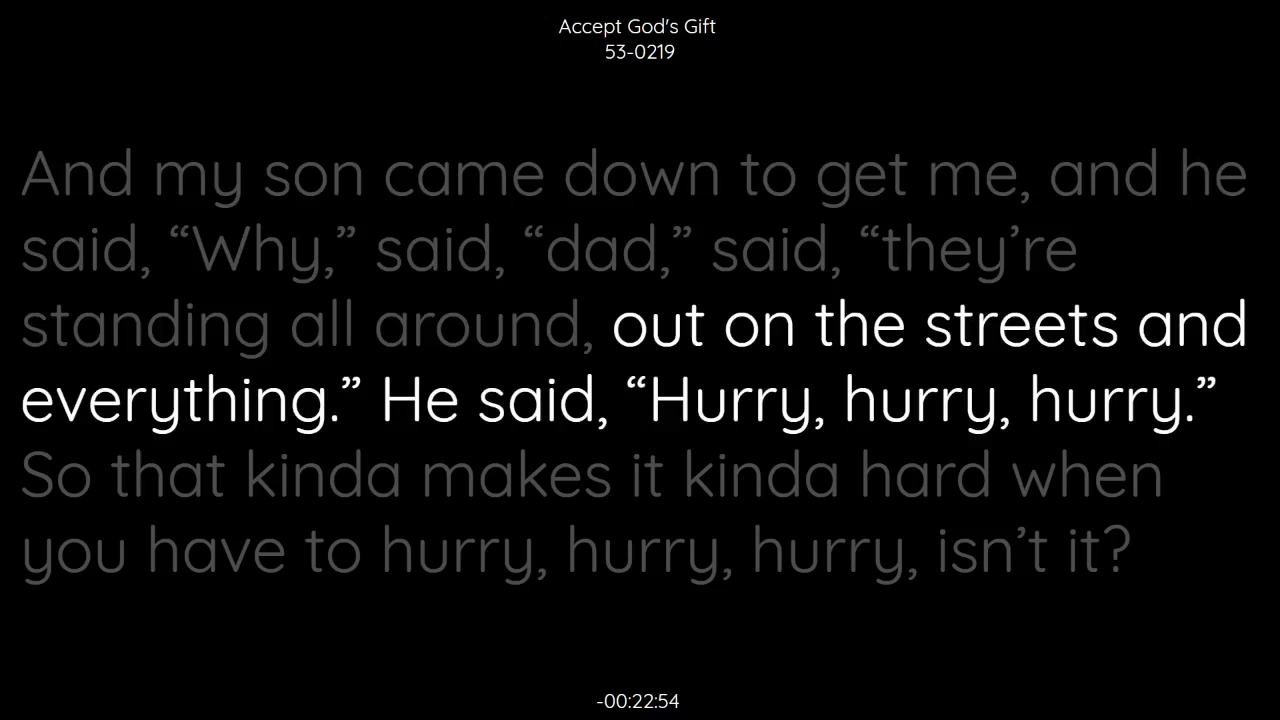 Accept God's Gift
53-0219
And my son came down to get me, and he
said, “Why,” said, “dad,” said, “they’re
standing all around, out on the streets and
everything.” He said, “Hurry, hurry, hurry.”
So that kinda makes it kinda hard when
you have to hurry, hurry, hurry, isn’t it?
-00:22:54